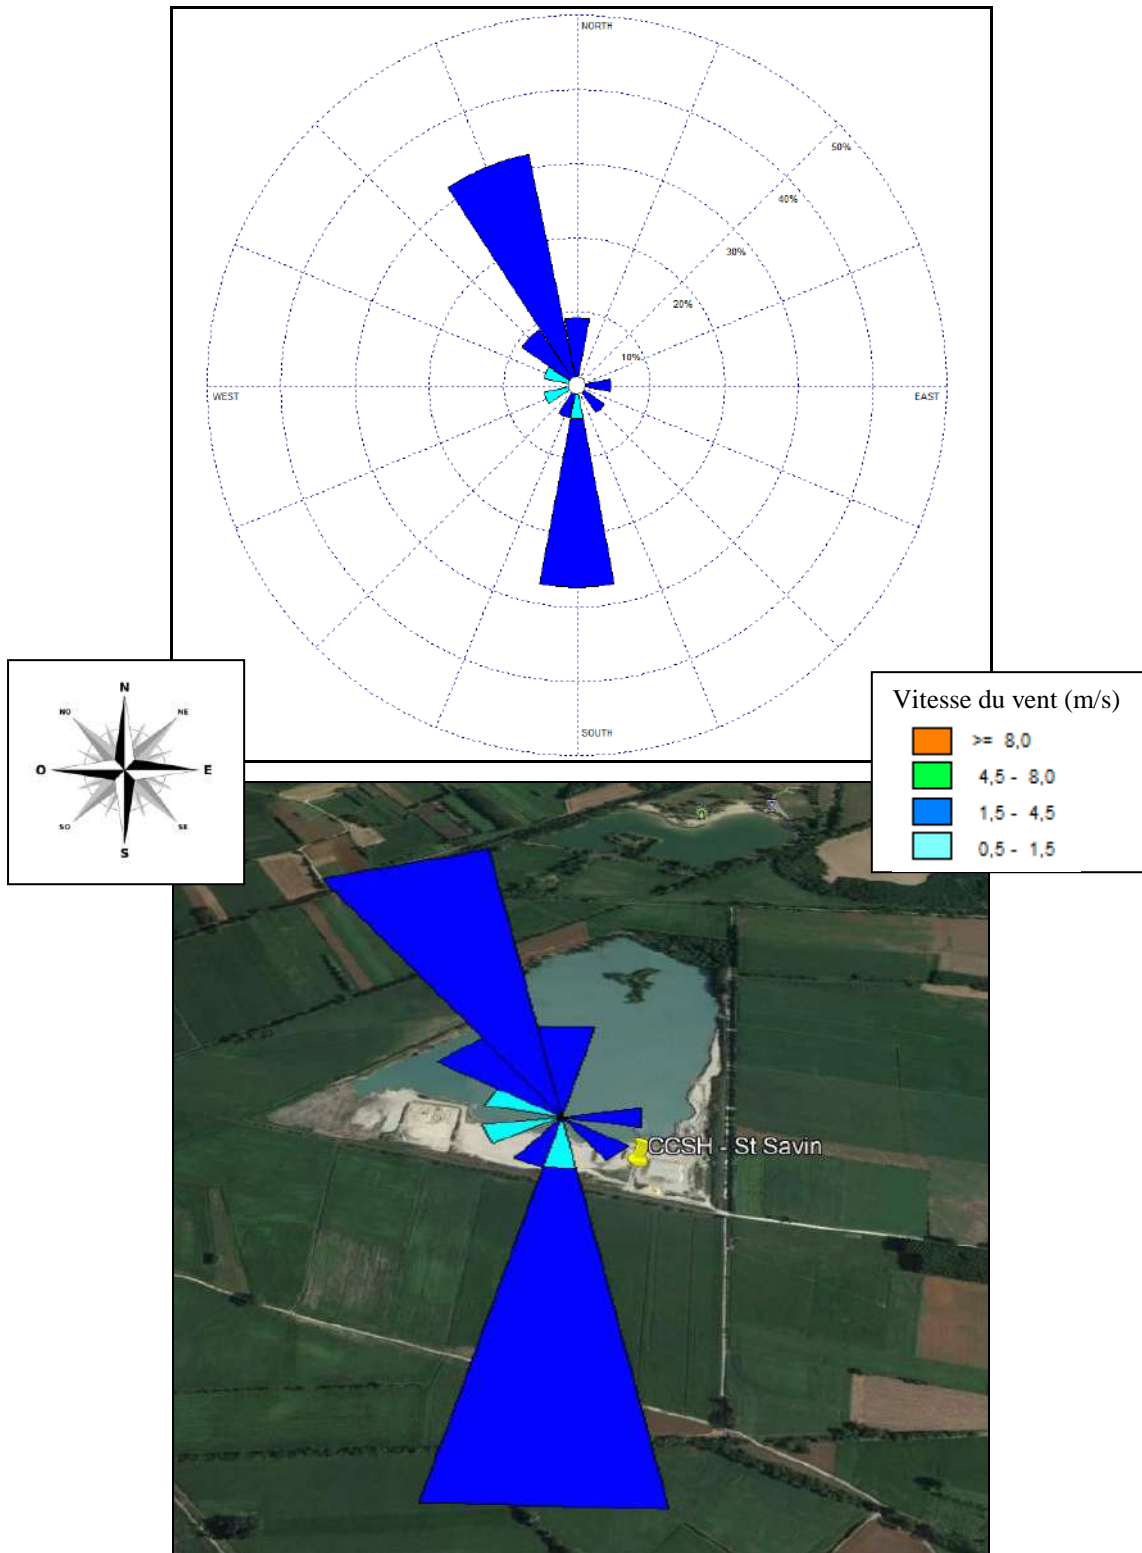 NORTH
50%
40%
30%
20%
10%
WEST
EAST
SOUTH
N
NO
NE
O
E
SO
SE
S
Vitesse du vent (m/s)
>= 8,0
4,5 - 8,0
1,5 - 4,5
0,5 - 1,5
CCSH - St Savin